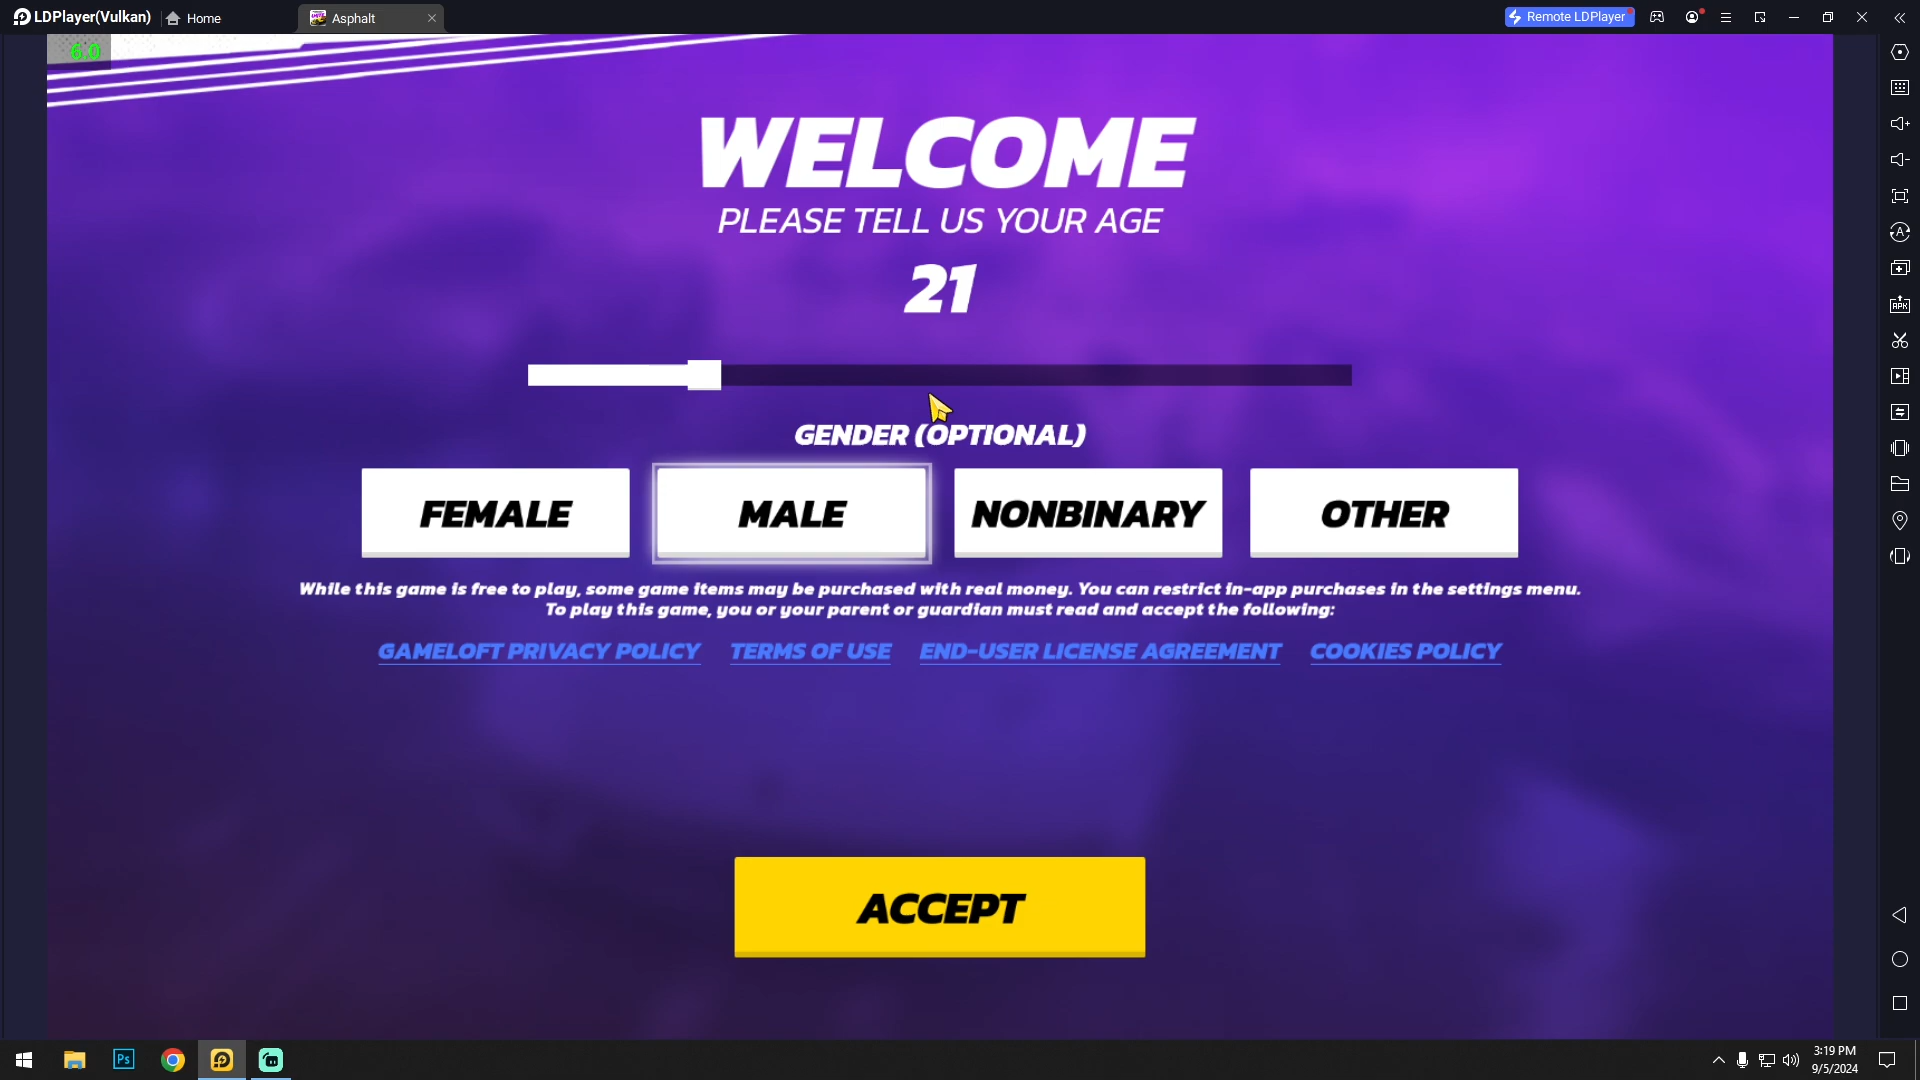 LDPlayer(Vulkan)
Home
Asphalt
Remote LDPlayer
6.0
WELCOME
PLEASE TELL US YOUR AGE
21
GENDER (OPTIONAL)
FEMALE
MALE
NONBINARY
OTHER
While this game is free to play, some game items may be purchased with real money. You can restrict in-app purchases in the settings menu.
To play this game, you or your parent or guardian must read and accept the following:
GAMELOFT PRIVACY POLICY
TERMS OF USE
END-USER LICENSE AGREEMENT
COOKIES POLICY
ACCEPT
APK
Ps
3:19 PM
9/5/2024